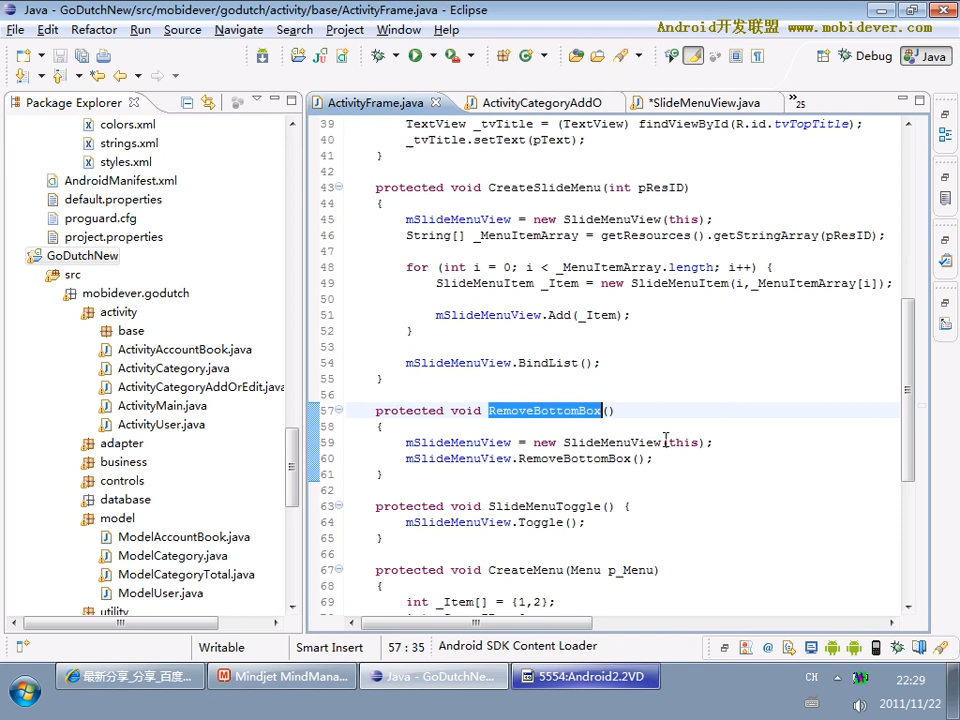 Java - GoDutchNew/src/mobidever/godutch/activity/base/ActivityFrame.java - Eclipse
File Edit Refactor Run Source Navigate Search Project Window Help
Android开发联盟 www.mobidever.com
Debug Java
Package Explorer
ActivityFrame.java ActivityCategoryAddO *SlideMenuView.java »25
colors.xml
strings.xml
styles.xml
AndroidManifest.xml
default.properties
proguard.cfg
project.properties
GoDutchNew
src
mobidever.godutch
activity
base
ActivityAccountBook.java
ActivityCategory.java
ActivityCategoryAddOrEdit.java
ActivityMain.java
ActivityUser.java
adapter
business
controls
database
model
ModelAccountBook.java
ModelCategory.java
ModelCategoryTotal.java
ModelUser.java
utility
39 TextView _tvTitle = (TextView) findViewById(R.id.tvTopTitle);
40 _tvTitle.setText(pText);
41 }
42
43 protected void CreateSlideMenu(int pResID)
44 {
45 mSlideMenuView = new SlideMenuView(this);
46 String[] _MenuItemArray = getResources().getStringArray(pResID);
47
48 for (int i = 0; i < _MenuItemArray.length; i++) {
49 SlideMenuItem _Item = new SlideMenuItem(i,_MenuItemArray[i]);
50
51 mSlideMenuView.Add(_Item);
52 }
53
54 mSlideMenuView.BindList();
55 }
56
57 protected void RemoveBottomBox()
58 {
59 mSlideMenuView = new SlideMenuView(this);
60 mSlideMenuView.RemoveBottomBox();
61 }
62
63 protected void SlideMenuToggle() {
64 mSlideMenuView.Toggle();
65 }
66
67 protected void CreateMenu(Menu p_Menu)
68 {
69 int _Item[] = {1,2};
Writable Smart Insert 57 : 35 Android SDK Content Loader
最新分享_分享_百度... Mindjet MindMana... Java - GoDutchNe... 5554:Android2.2VD
CH
22:29
2011/11/22